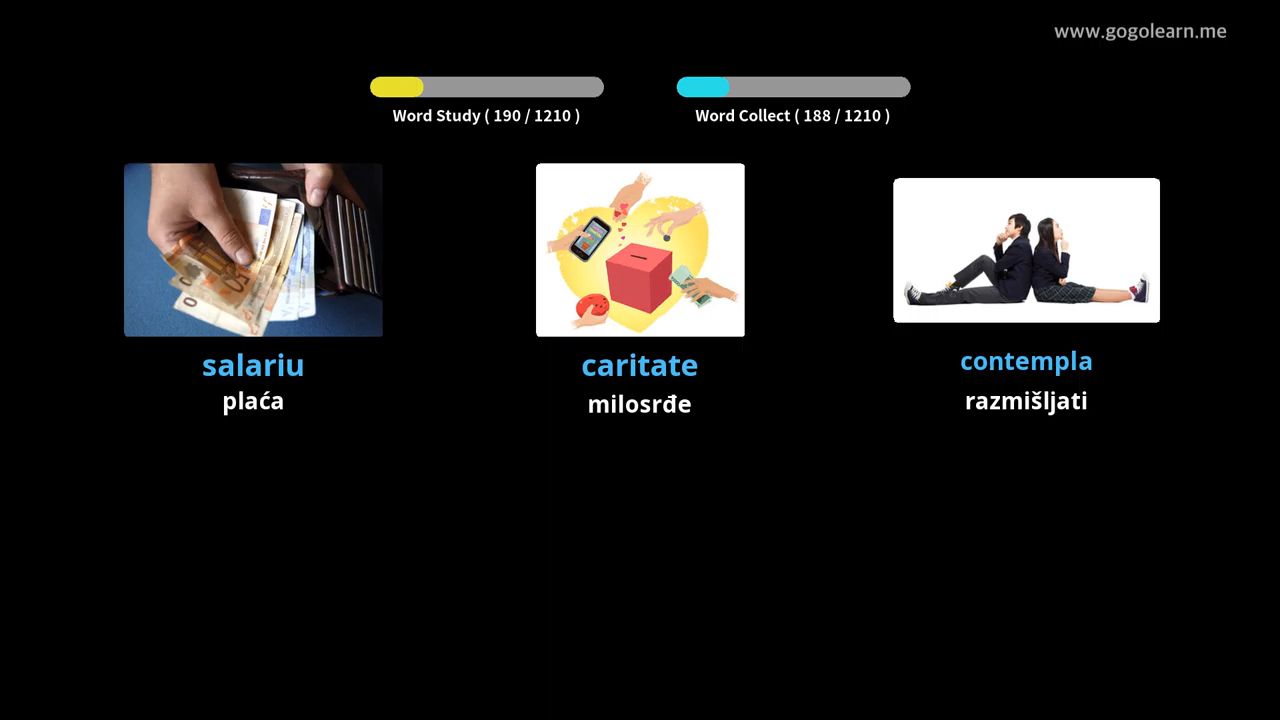 www.gogolearn.me
Word Study ( 190 / 1210 )
Word Collect ( 188 / 1210 )
salariu
plaća
caritate
milosrđe
contempla
razmišljati